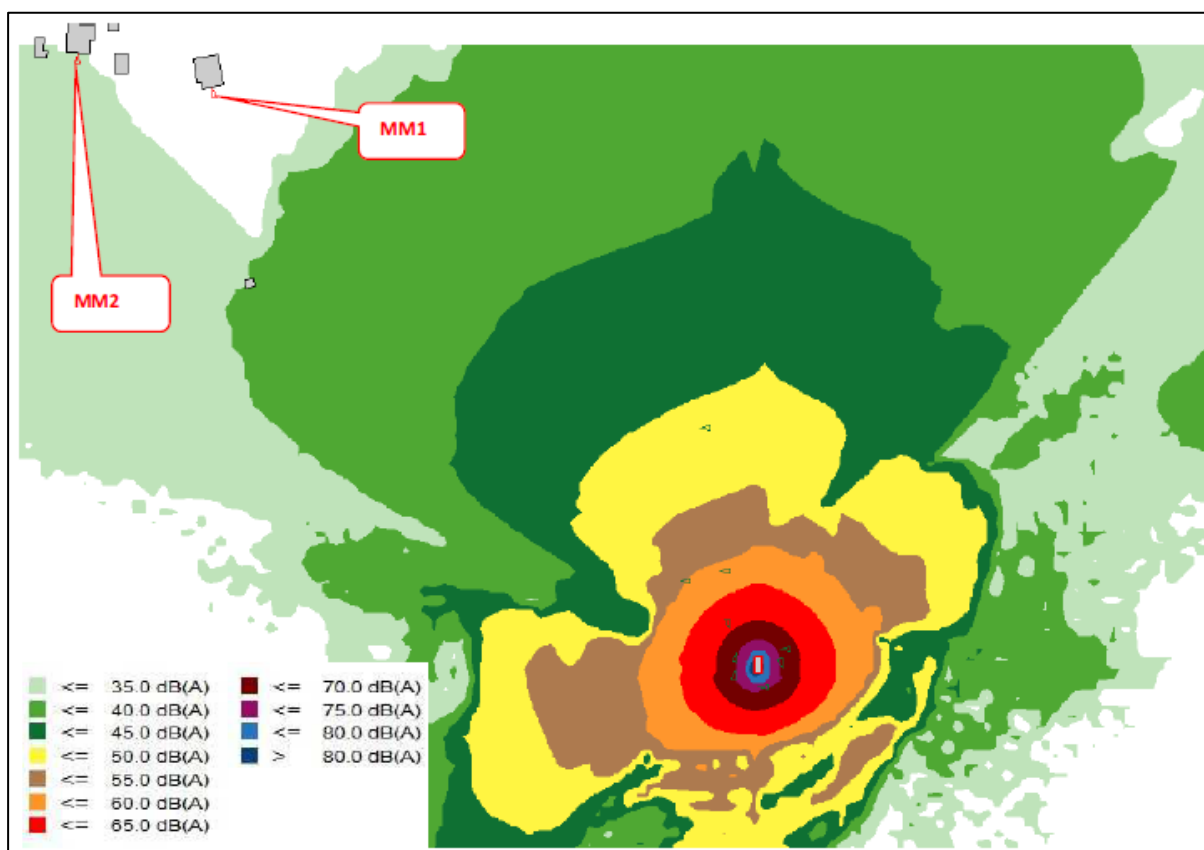 MM1
MM2
<= 35.0 dB(A)
<= 40.0 dB(A)
<= 45.0 dB(A)
<= 50.0 dB(A)
<= 55.0 dB(A)
<= 60.0 dB(A)
<= 65.0 dB(A)
<= 70.0 dB(A)
<= 75.0 dB(A)
<= 80.0 dB(A)
> 80.0 dB(A)